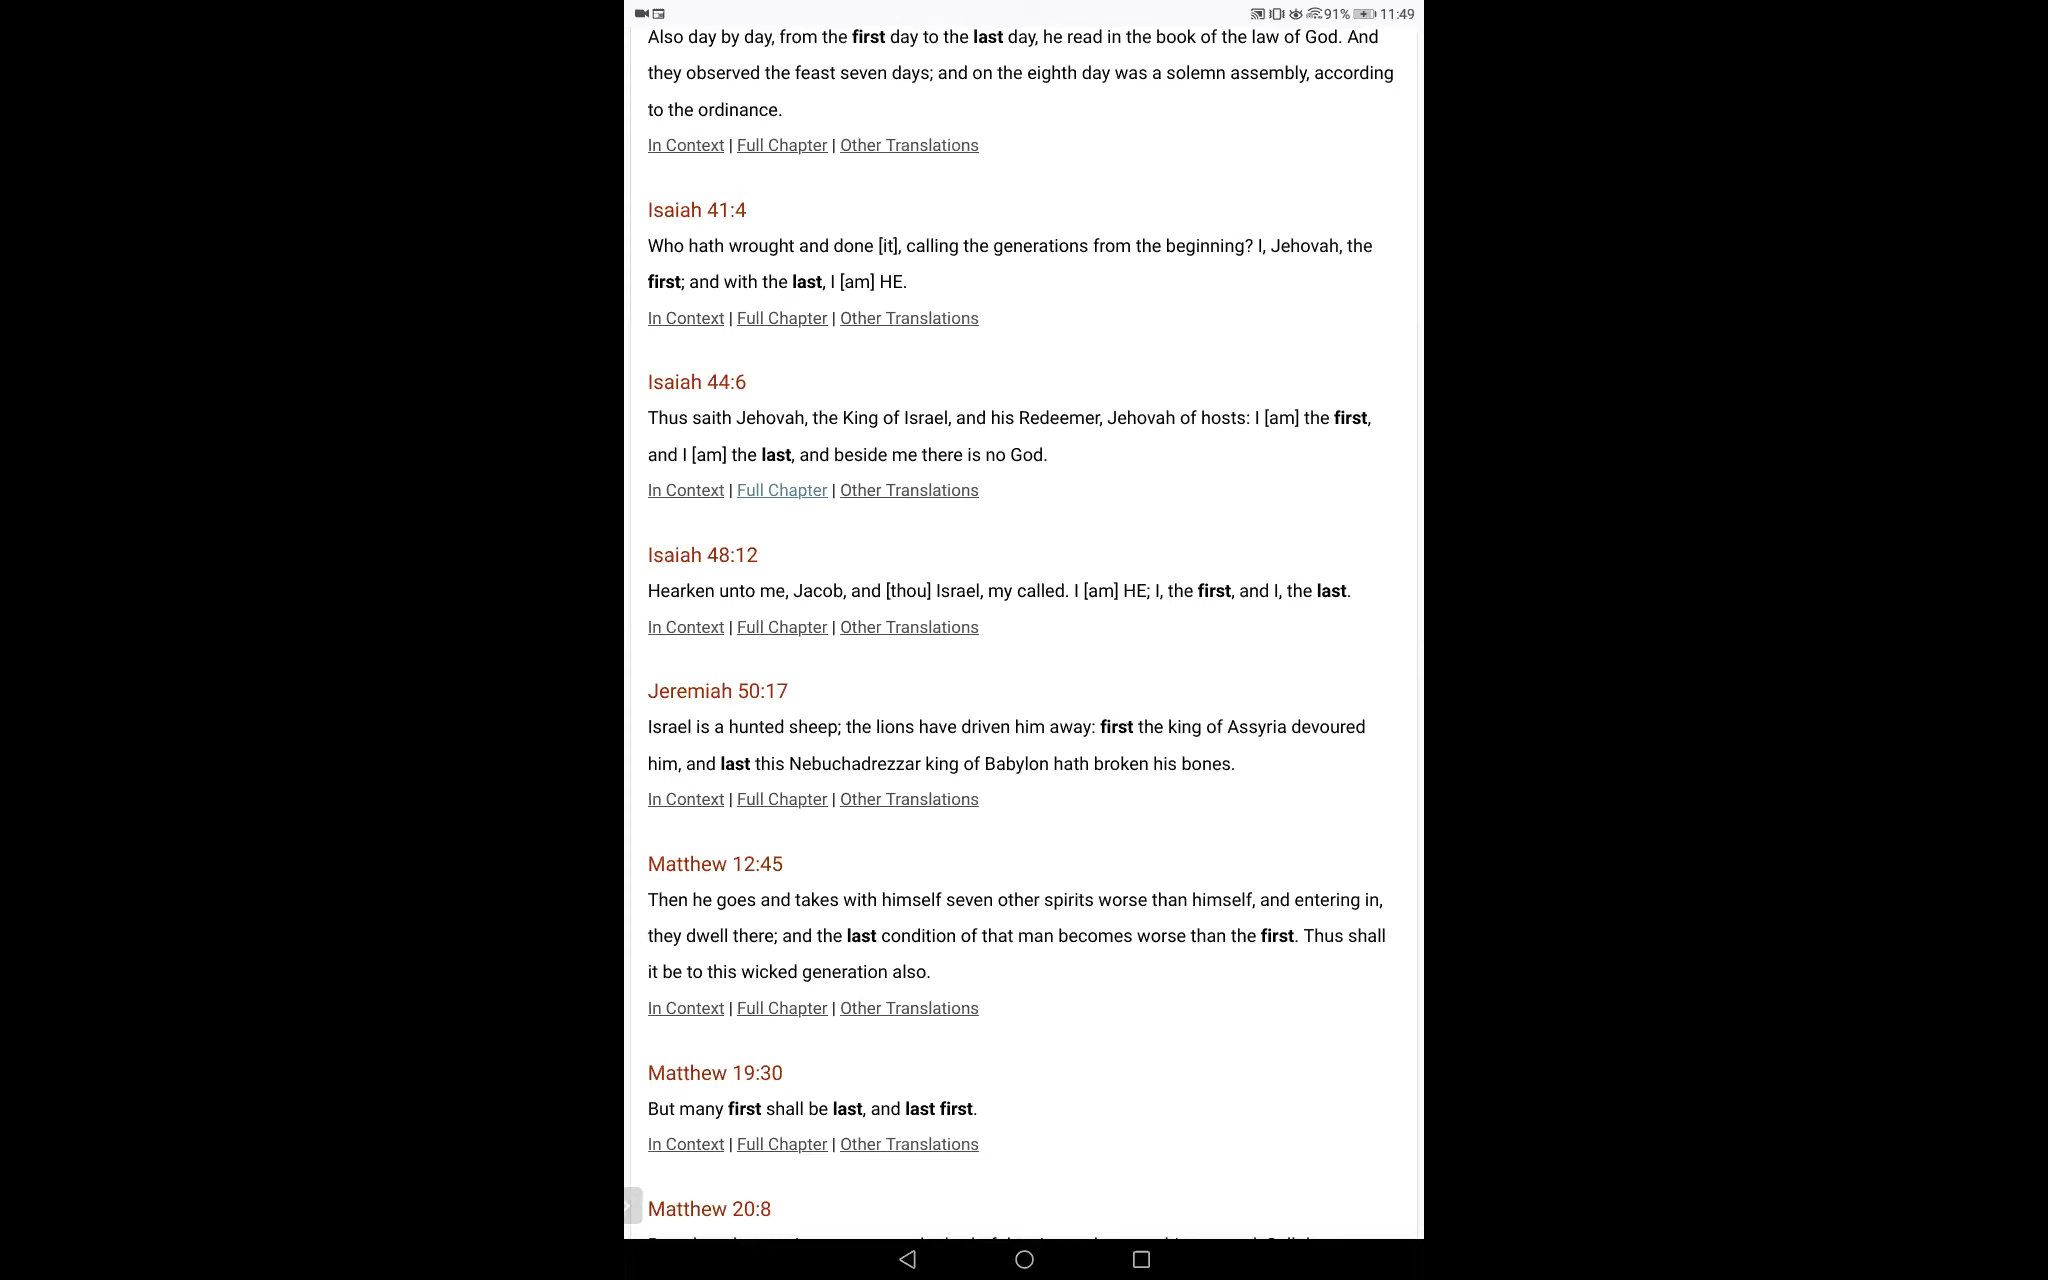 91% 11:49
Also day by day, from the first day to the last day, he read in the book of the law of God. And
they observed the feast seven days; and on the eighth day was a solemn assembly, according
to the ordinance.
In Context | Full Chapter | Other Translations
Isaiah 41:4
Who hath wrought and done [it], calling the generations from the beginning? I, Jehovah, the
first; and with the last, I [am] HE.
In Context | Full Chapter | Other Translations
Isaiah 44:6
Thus saith Jehovah, the King of Israel, and his Redeemer, Jehovah of hosts: I [am] the first,
and I [am] the last, and beside me there is no God.
In Context | Full Chapter | Other Translations
Isaiah 48:12
Hearken unto me, Jacob, and [thou] Israel, my called. I [am] HE; I, the first, and I, the last.
In Context | Full Chapter | Other Translations
Jeremiah 50:17
Israel is a hunted sheep; the lions have driven him away: first the king of Assyria devoured
him, and last this Nebuchadrezzar king of Babylon hath broken his bones.
In Context | Full Chapter | Other Translations
Matthew 12:45
Then he goes and takes with himself seven other spirits worse than himself, and entering in,
they dwell there; and the last condition of that man becomes worse than the first. Thus shall
it be to this wicked generation also.
In Context | Full Chapter | Other Translations
Matthew 19:30
But many first shall be last, and last first.
In Context | Full Chapter | Other Translations
Matthew 20:8